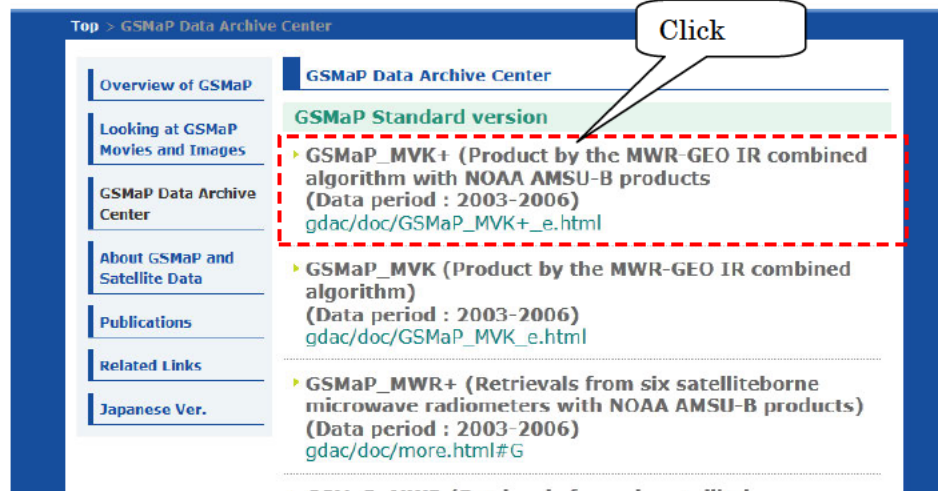 Top > GSMaP Data Archive Center
Click
Overview of GSMaP
Looking at GSMaP
Movies and Images
GSMaP Data Archive
Center
About GSMaP and
Satellite Data
Publications
Related Links
Japanese Ver.
GSMaP Data Archive Center
GSMaP Standard version
GSMaP_MVK+ (Product by the MWR-GEO IR combined
algorithm with NOAA AMSU-B products
(Data period : 2003-2006)
gdac/doc/GSMaP_MVK+_e.html
GSMaP_MVK (Product by the MWR-GEO IR combined
algorithm)
(Data period : 2003-2006)
gdac/doc/GSMaP_MVK_e.html
GSMaP_MWR+ (Retrievals from six satelliteborne
microwave radiometers with NOAA AMSU-B products)
(Data period : 2003-2006)
gdac/doc/more.html#G